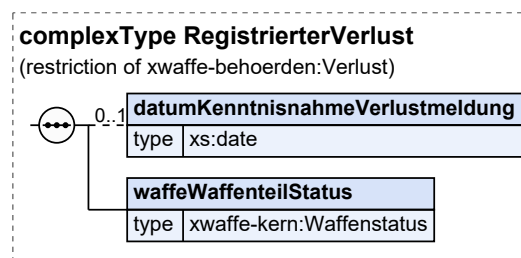 complexType RegistrierterVerlust
(restriction of xwaffe-behoerden:Verlust)
0..1
datumKenntnisnahmeVerlustmeldung
type xs:date
waffeWaffenteilStatus
type xwaffe-kern:Waffenstatus